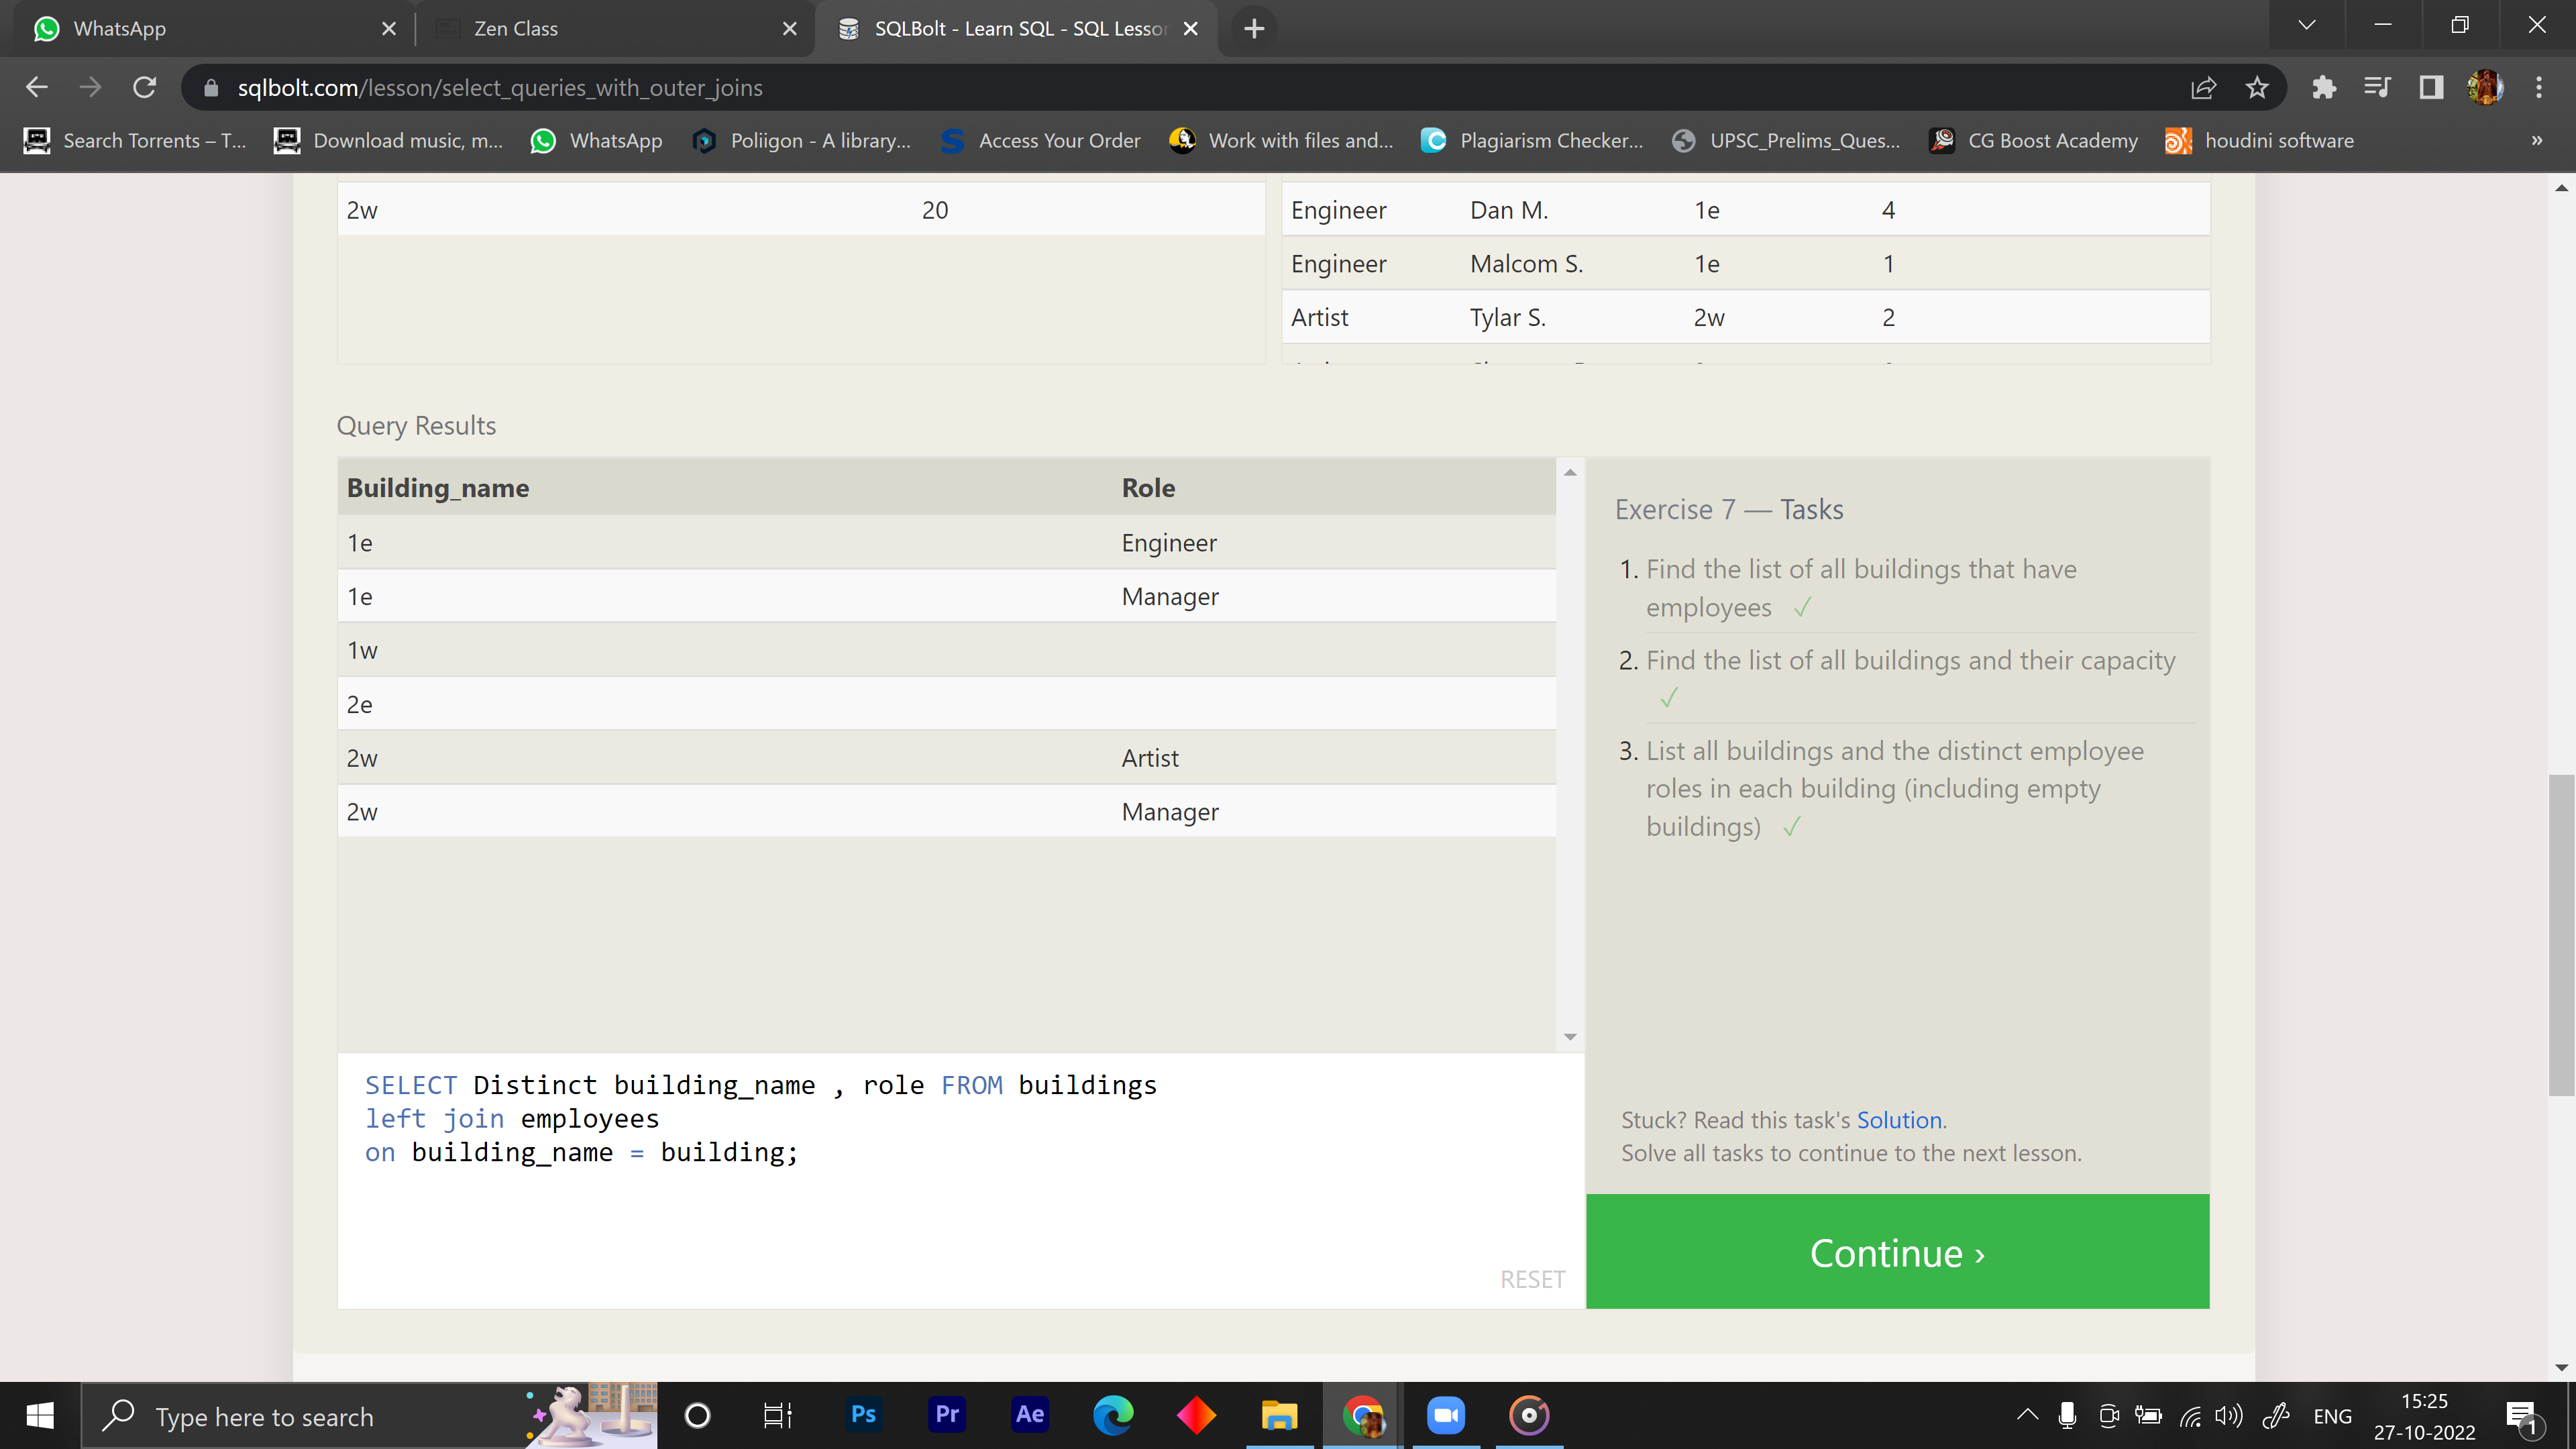 WhatsApp
Zen Class
SQLBolt - Learn SQL - SQL Lesso
sqlbolt.com/lesson/select_queries_with_outer_joins
Search Torrents – T...
Download music, m...
WhatsApp
Poliigon - A library...
Access Your Order
Work with files and...
Plagiarism Checker...
UPSC_Prelims_Ques...
CG Boost Academy
houdini software
»
2w 20
Engineer Dan M. 1e 4
Engineer Malcom S. 1e 1
Artist Tylar S. 2w 2
Query Results
Building_name Role
1e Engineer
1e Manager
1w
2e
2w Artist
2w Manager
SELECT Distinct building_name , role FROM buildings
left join employees
on building_name = building;
RESET
Exercise 7 — Tasks
1. Find the list of all buildings that have
employees ✓
2. Find the list of all buildings and their capacity
✓
3. List all buildings and the distinct employee
roles in each building (including empty
buildings) ✓
Stuck? Read this task's Solution.
Solve all tasks to continue to the next lesson.
Continue ›
Type here to search
Ps
Pr
Ae
ENG
15:25
27-10-2022
1